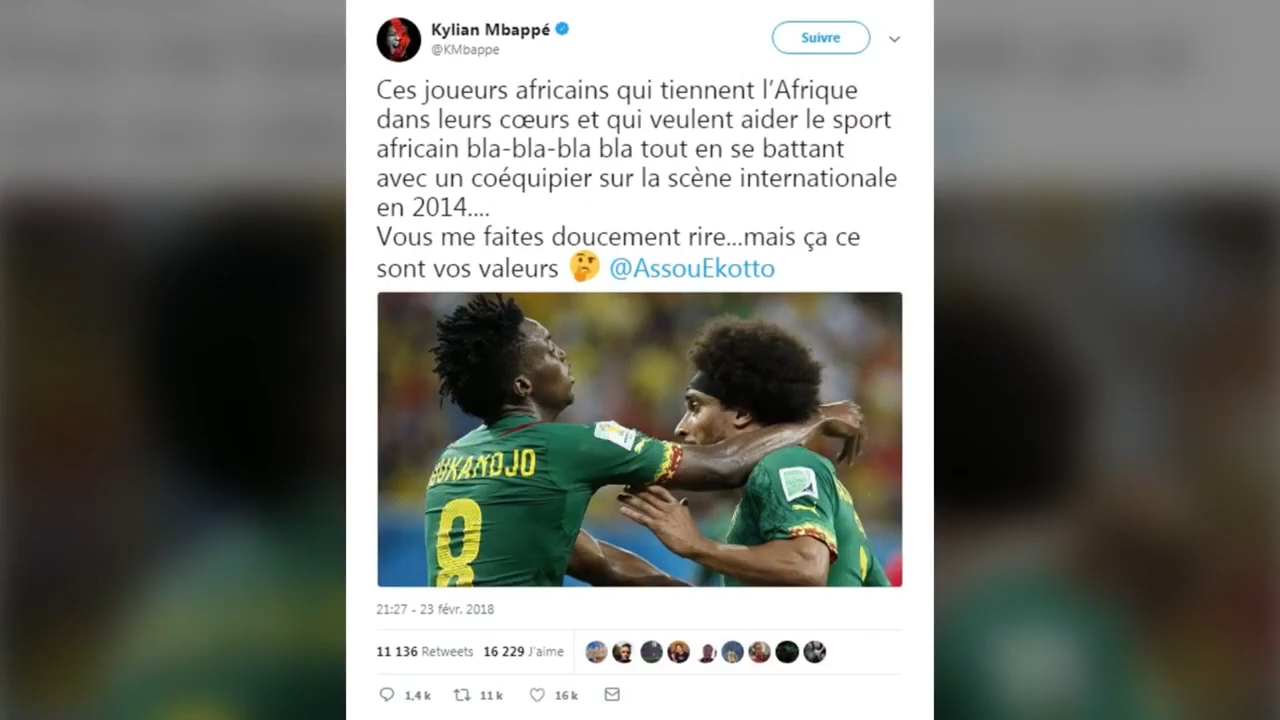 Kylian Mbappé
@KMbappe
Suivre
Ces joueurs africains qui tiennent l'Afrique
dans leurs cœurs et qui veulent aider le sport
africain bla-bla-bla bla tout en se battant
avec un coéquipier sur la scène internationale
en 2014....
Vous me faites doucement rire...mais ça ce
sont vos valeurs 🤔 @AssouEkotto
8
21:27 - 23 févr. 2018
11 136 Retweets 16 229 J'aime
1,4 k 11 k 16 k